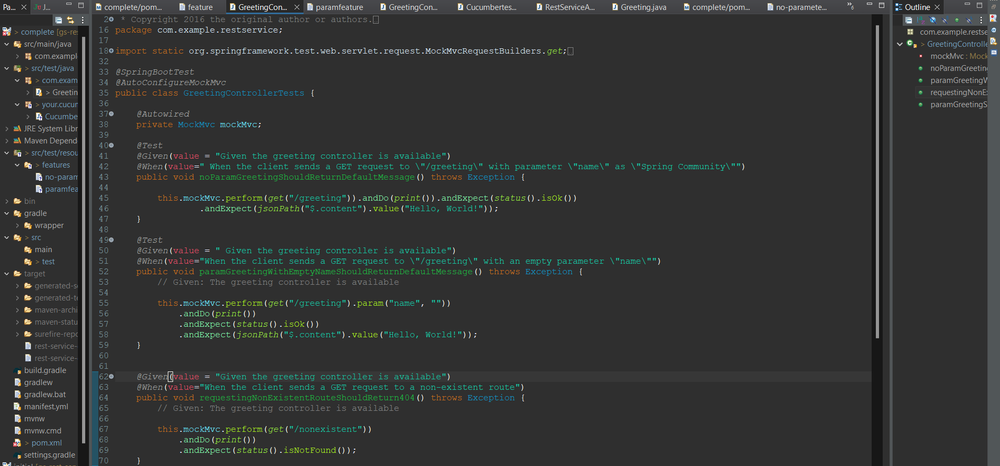 Pa...
J...
complete/pom...
feature
GreetingCon...
paramfeature
GreetingCon...
Cucumbertes...
RestServiceA...
Greeting.java
complete/pom...
no-paramete...
6
Outline
complete [gs-res
src/main/java
com.exampl
src/test/java
com.exam
Greetin
your.cucun
Cucumbe
JRE System Libr
Maven Depend
src/test/resou
features
no-param
paramfea
bin
gradle
wrapper
src
main
test
target
generated-so
generated-te
maven-archi
maven-statu
surefire-repo
rest-service-
rest-service-
build.gradle
gradlew
gradlew.bat
manifest.yml
mvnw
mvnw.cmd
pom.xml
settings.gradle
2 * Copyright 2016 the original author or authors.
16 package com.example.restservice;
17
18 import static org.springframework.test.web.servlet.request.MockMvcRequestBuilders.get;
32
33 @SpringBootTest
34 @AutoConfigureMockMvc
35 public class GreetingControllerTests {
36
37 @Autowired
38 private MockMvc mockMvc;
39
40 @Test
41 @Given(value = "Given the greeting controller is available")
42 @When(value=" When the client sends a GET request to \"/greeting\" with parameter \"name\" as \"Spring Community\"")
43 public void noParamGreetingShouldReturnDefaultMessage() throws Exception {
44
45 this.mockMvc.perform(get("/greeting")).andDo(print()).andExpect(status().isOk())
46 .andExpect(jsonPath("$.content").value("Hello, World!"));
47 }
48
49 @Test
50 @Given(value = " Given the greeting controller is available")
51 @When(value="When the client sends a GET request to \"/greeting\" with an empty parameter \"name\"")
52 public void paramGreetingWithEmptyNameShouldReturnDefaultMessage() throws Exception {
53 // Given: The greeting controller is available
54
55 this.mockMvc.perform(get("/greeting").param("name", ""))
56 .andDo(print())
57 .andExpect(status().isOk())
58 .andExpect(jsonPath("$.content").value("Hello, World!"));
59 }
60
61
62 @Given(value = "Given the greeting controller is available")
63 @When(value="When the client sends a GET request to a non-existent route")
64 public void requestingNonExistentRouteShouldReturn404() throws Exception {
65 // Given: The greeting controller is available
66
67 this.mockMvc.perform(get("/nonexistent"))
68 .andDo(print())
69 .andExpect(status().isNotFound());
70 }
com.example.restse
GreetingControlle
mockMvc : Mock
noParamGreeting
paramGreetingW
requestingNonEx
paramGreetingS